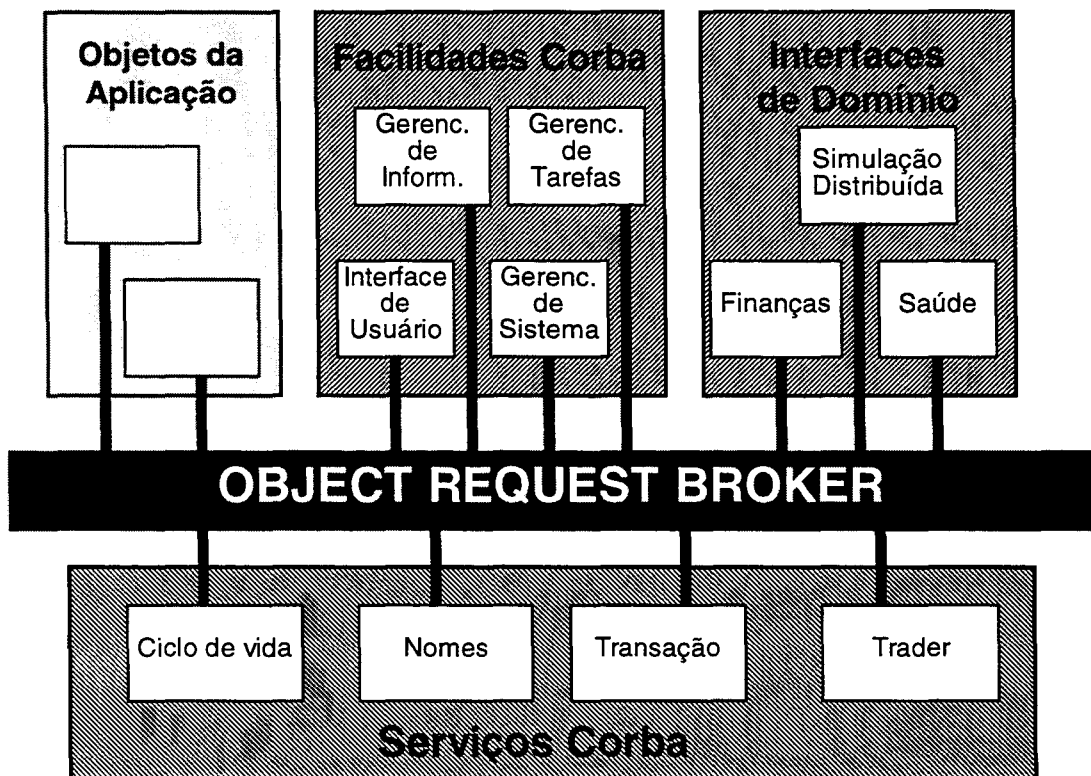 Objetos da
Aplicação
Facilidades Corba
Gerenc.
de
Inform.
Gerenc.
de
Tarefas
Interface
de
Usuário
Gerenc.
de
Sistema
Interfaces
de Domínio
Simulação
Distribuída
Finanças
Saúde
OBJECT REQUEST BROKER
Ciclo de vida
Nomes
Transação
Trader
Serviços Corba